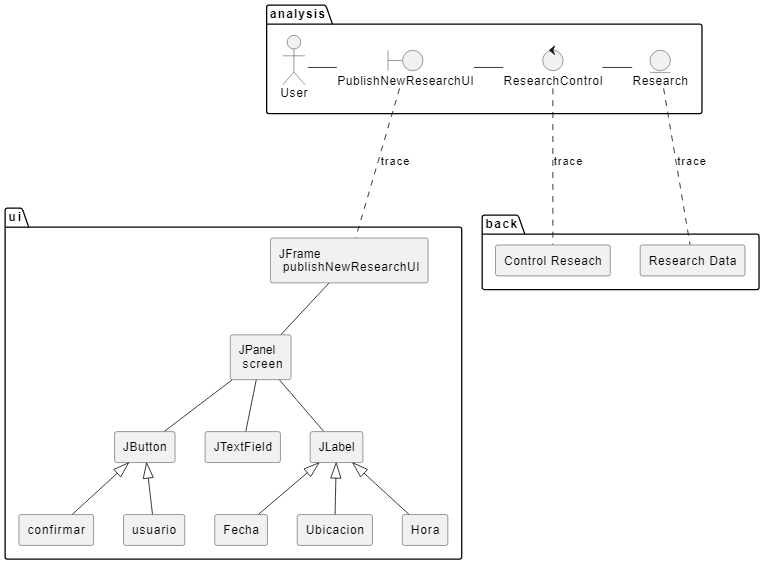 analysis
User
PublishNewResearchUI
ResearchControl
Research
trace
trace
trace
ui
back
JFrame
publishNewResearchUI
Control Reseach
Research Data
JPanel
screen
JButton
JTextField
JLabel
confirmar
usuario
Fecha
Ubicacion
Hora